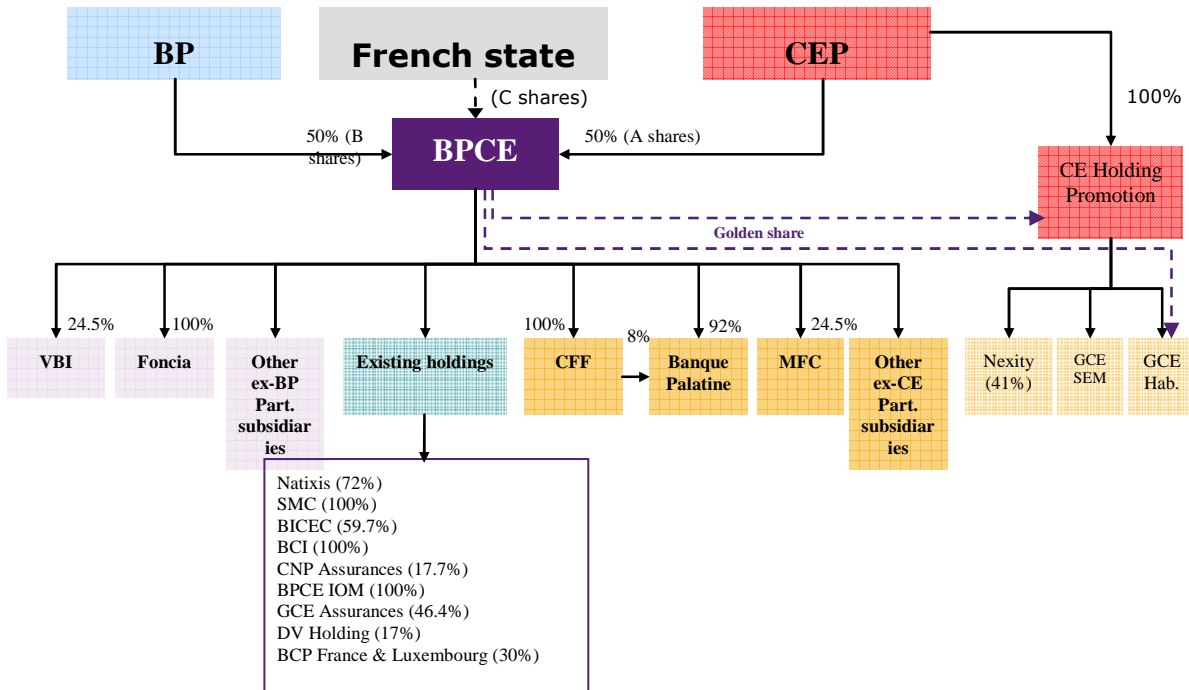 BP
French state
CEP
(C shares)
100%
50% (B
shares)
BPCE
50% (A shares)
CE Holding
Promotion
Golden share
24.5%
100%
100%
8%
92%
24.5%
VBI
Foncia
Other
ex-BP
Part.
subsidiar
ies
Existing holdings
CFF
Banque
Palatine
MFC
Other
ex-CE
Part.
subsidiar
ies
Nexity
(41%)
GCE
SEM
GCE
Hab.
Natixis (72%)
SMC (100%)
BICEC (59.7%)
BCI (100%)
CNP Assurances (17.7%)
BPCE IOM (100%)
GCE Assurances (46.4%)
DV Holding (17%)
BCP France & Luxembourg (30%)